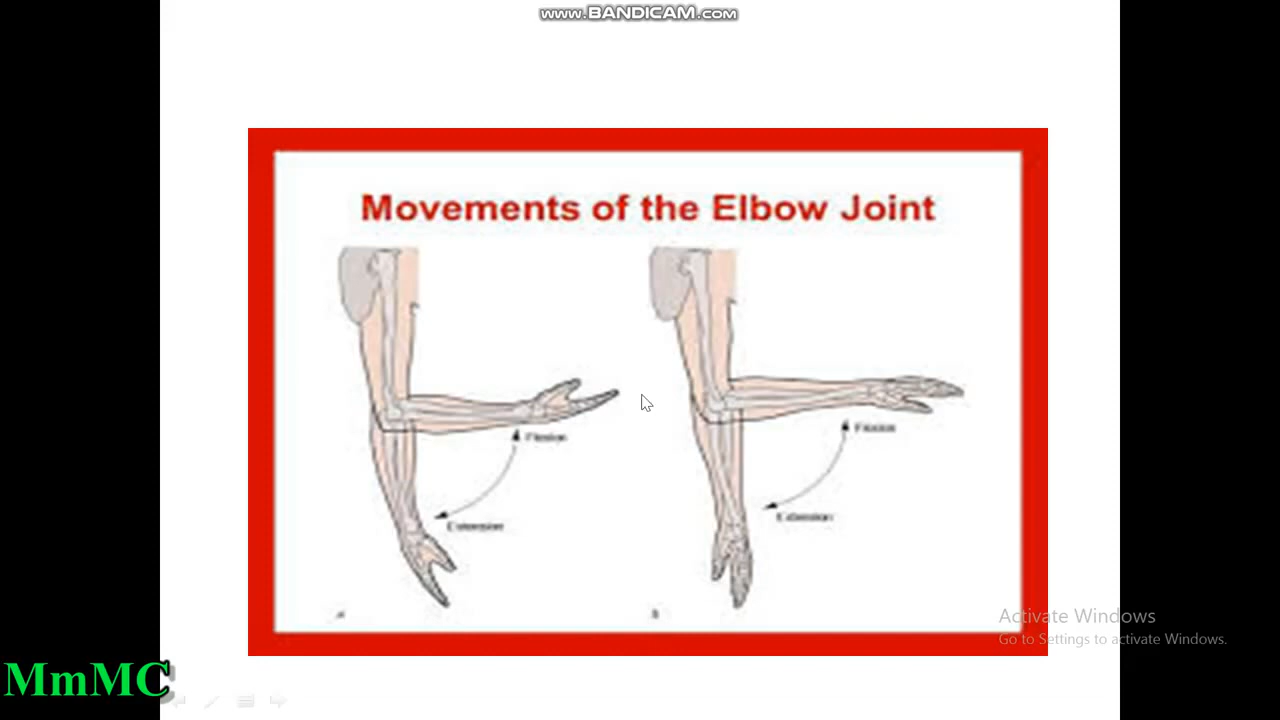 www.BANDICAM.com
Movements of the Elbow Joint
Flexion
Flexion
Extension
Extension
A
B
Activate Windows
Go to Settings to activate Windows.
MmMC